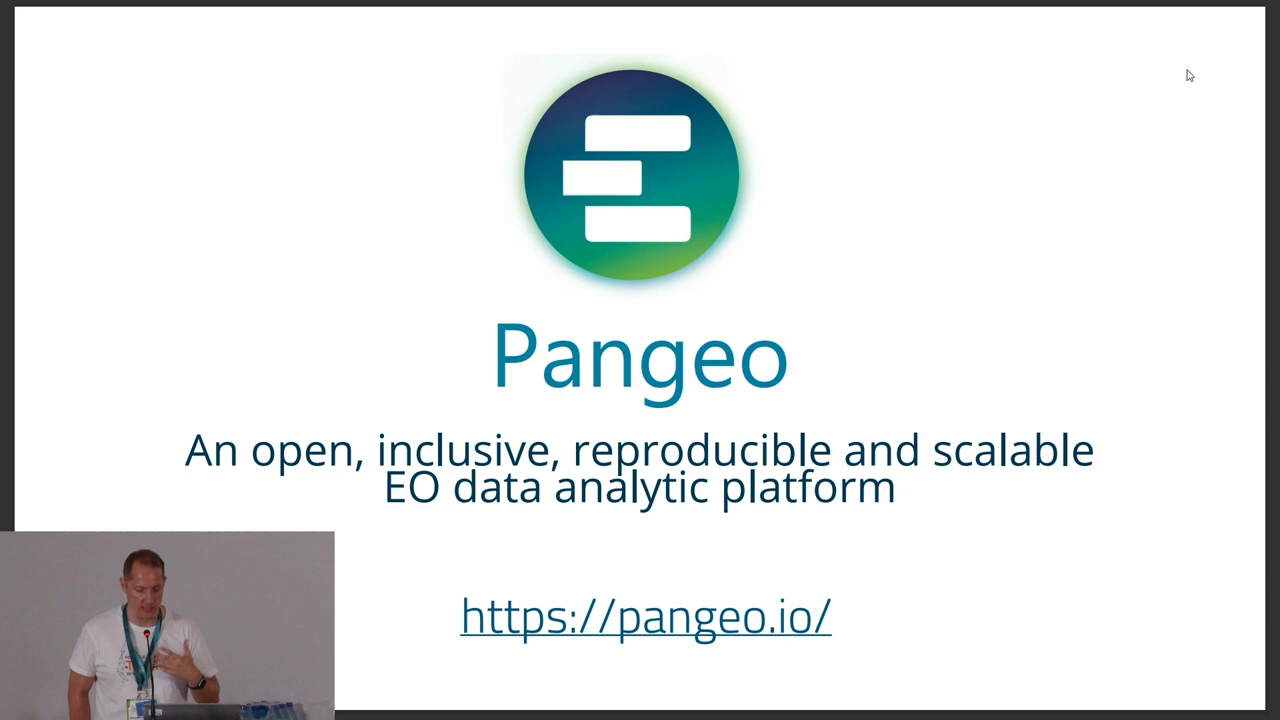 Pangeo
An open, inclusive, reproducible and scalable
EO data analytic platform
https://pangeo.io/